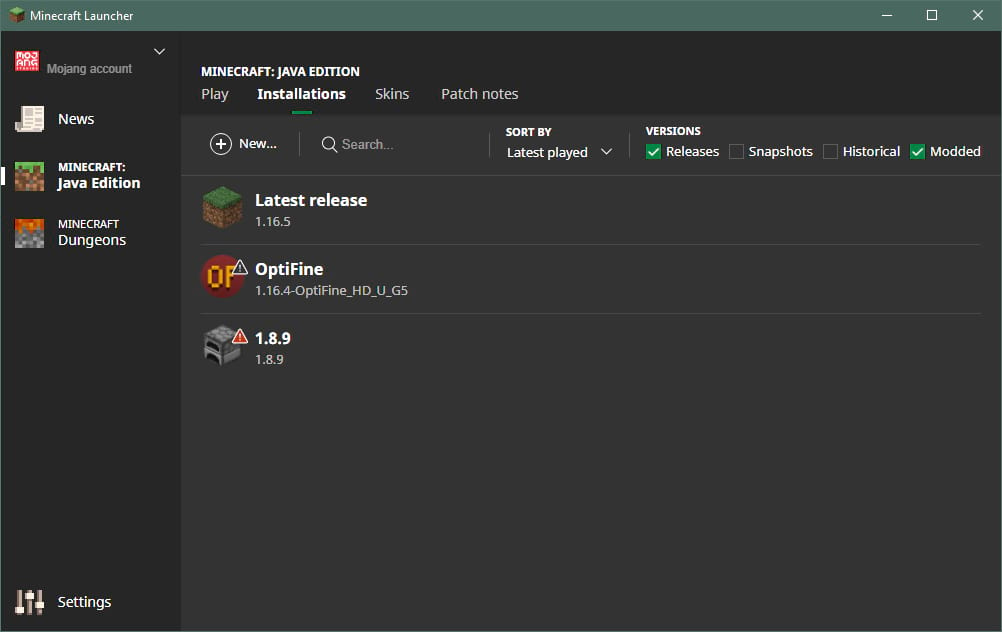 Minecraft Launcher
MOJANG STUDIOS
Mojang account
News
MINECRAFT:
Java Edition
MINECRAFT
Dungeons
Settings
MINECRAFT: JAVA EDITION
Play Installations Skins Patch notes
New... Search...
SORT BY
Latest played
VERSIONS
Releases Snapshots Historical Modded
Latest release
1.16.5
OF
OptiFine
1.16.4-OptiFine_HD_U_G5
1.8.9
1.8.9